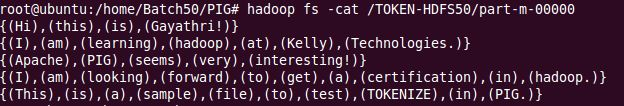 root@ubuntu:/home/Batch50/PIG# hadoop fs -cat /TOKEN-HDFS50/part-m-00000
{(Hi),(this),(is),(Gayathri!)}
{(I),(am),(learning),(hadoop),(at),(Kelly),(Technologies.)}
{(Apache),(PIG),(seems),(very),(interesting!)}
{(I),(am),(looking),(forward),(to),(get),(a),(certification),(in),(hadoop.)}
{(This),(is),(a),(sample),(file),(to),(test),(TOKENIZE),(in),(PIG.)}